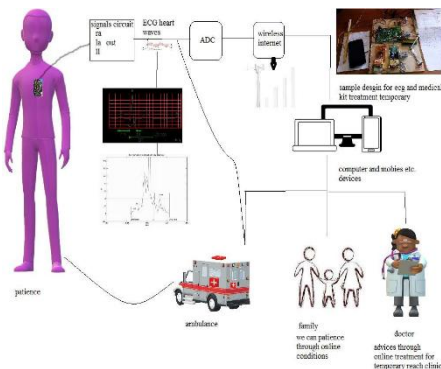 signals circuit
ra
la out
ll
ECG heart
waves
ADC
wireless
internet
sample desgin for ecg and medical
kit treatment temporary
computer and mobies etc.
devices
patience
ambulance
family
we can patience
through online
conditions
doctor
advices through
online treatment for
temporary reach clinic